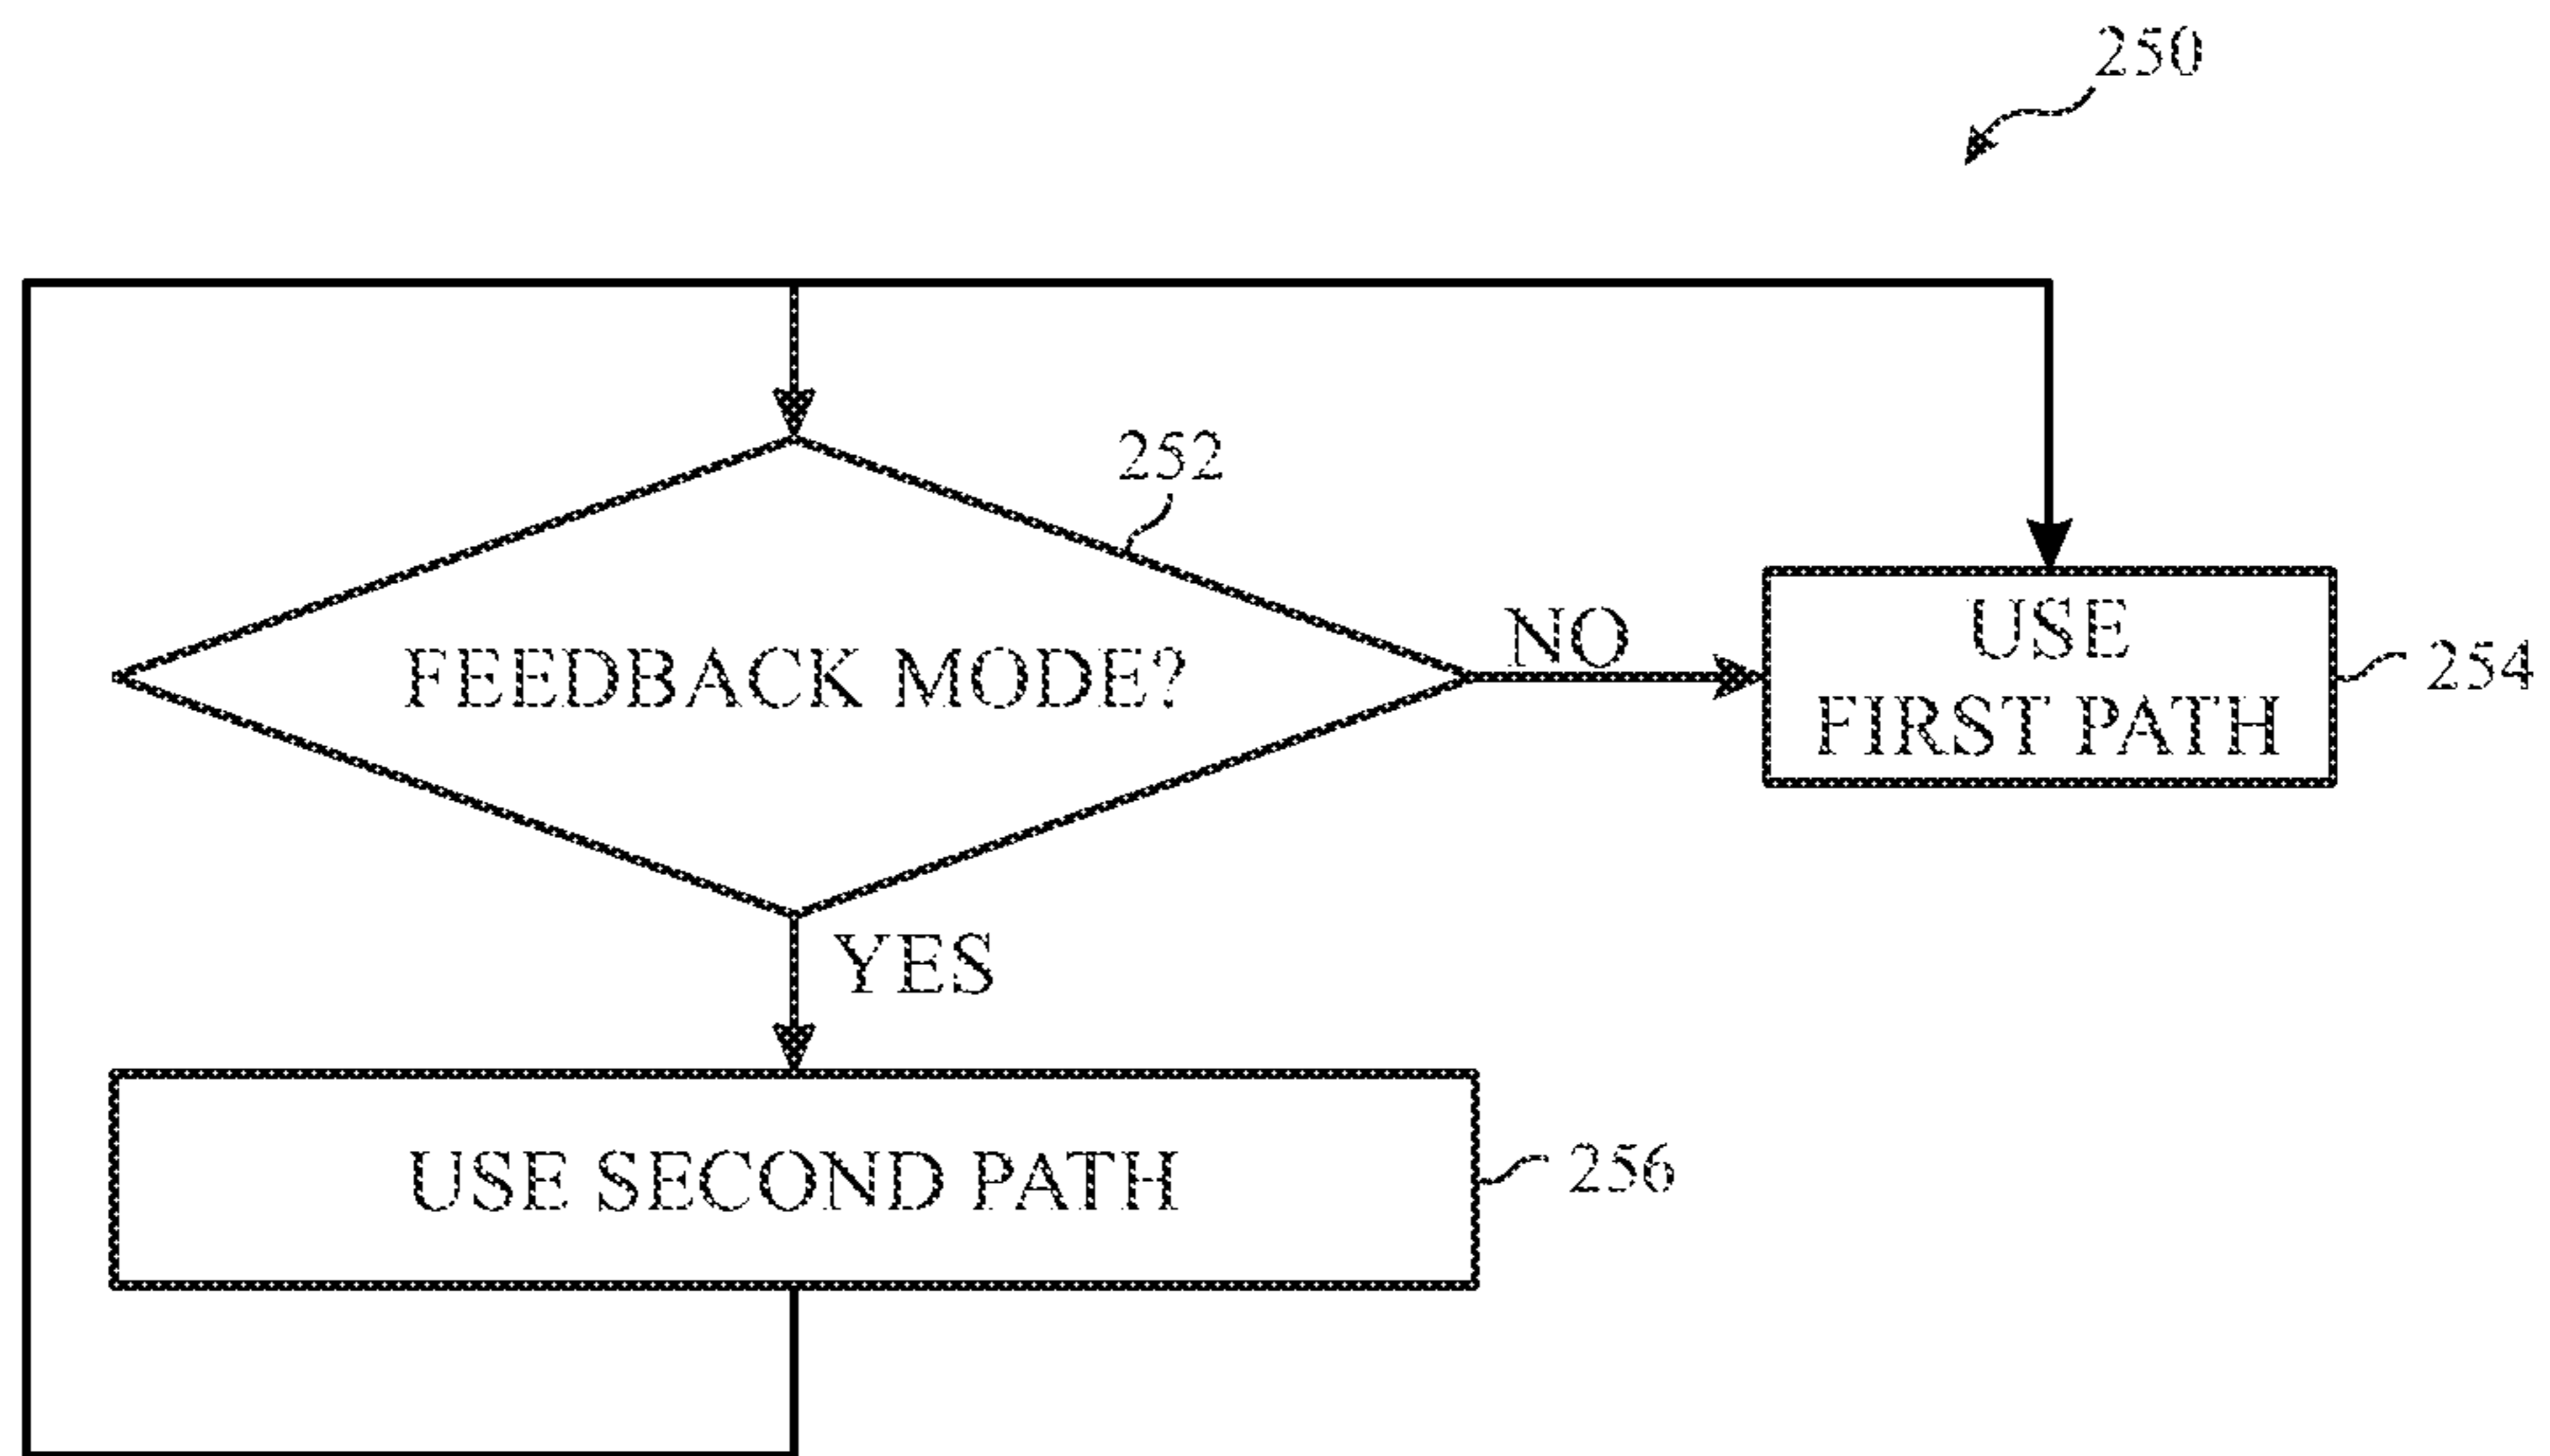 250
252
FEEDBACK MODE?
NO
USE
FIRST PATH
254
YES
USE SECOND PATH
256